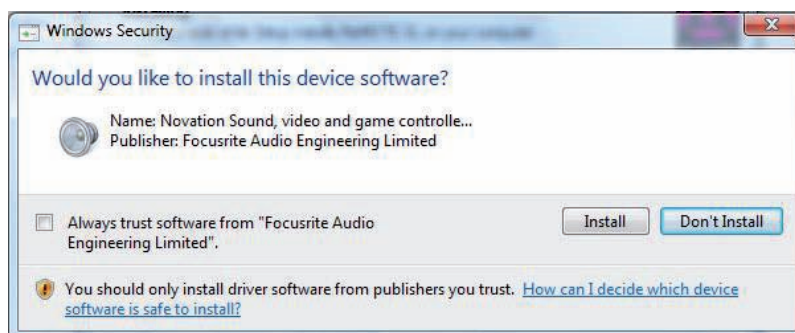 Windows Security
Would you like to install this device software?
Name: Novation Sound, video and game controlle...
Publisher: Focusrite Audio Engineering Limited
Always trust software from "Focusrite Audio
Engineering Limited".
Install
Don't Install
You should only install driver software from publishers you trust. How can I decide which device
software is safe to install?